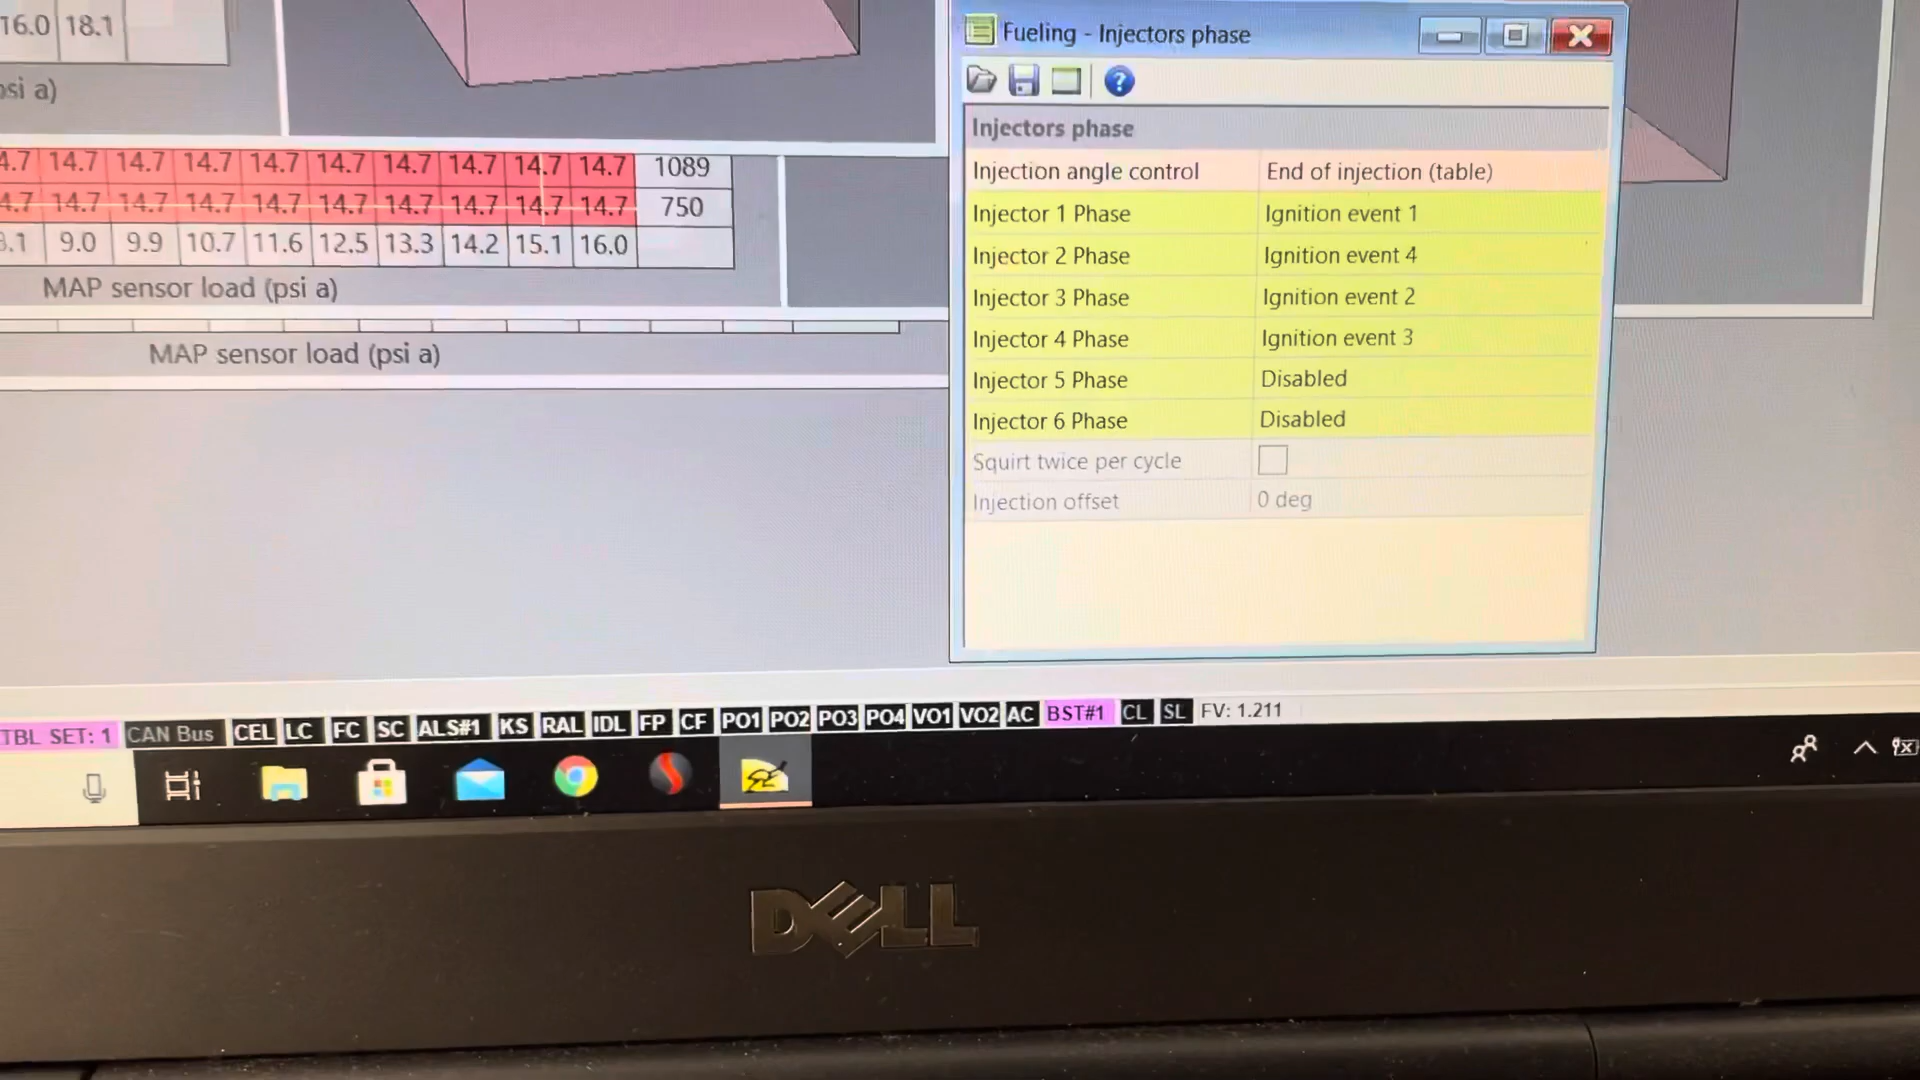 16.0 18.1
psi a)
4.7 14.7 14.7 14.7 14.7 14.7 14.7 14.7 14.7 14.7 1089
4.7 14.7 14.7 14.7 14.7 14.7 14.7 14.7 14.7 14.7 750
8.1 9.0 9.9 10.7 11.6 12.5 13.3 14.2 15.1 16.0
MAP sensor load (psi a)
MAP sensor load (psi a)
Fueling - Injectors phase
?
Injectors phase
Injection angle control End of injection (table)
Injector 1 Phase Ignition event 1
Injector 2 Phase Ignition event 4
Injector 3 Phase Ignition event 2
Injector 4 Phase Ignition event 3
Injector 5 Phase Disabled
Injector 6 Phase Disabled
Squirt twice per cycle
Injection offset 0 deg
TBL SET: 1 CAN Bus CEL LC FC SC ALS#1 KS RAL IDL FP CF PO1 PO2 PO3 PO4 VO1 VO2 AC BST#1 CL SL FV: 1.211
DELL